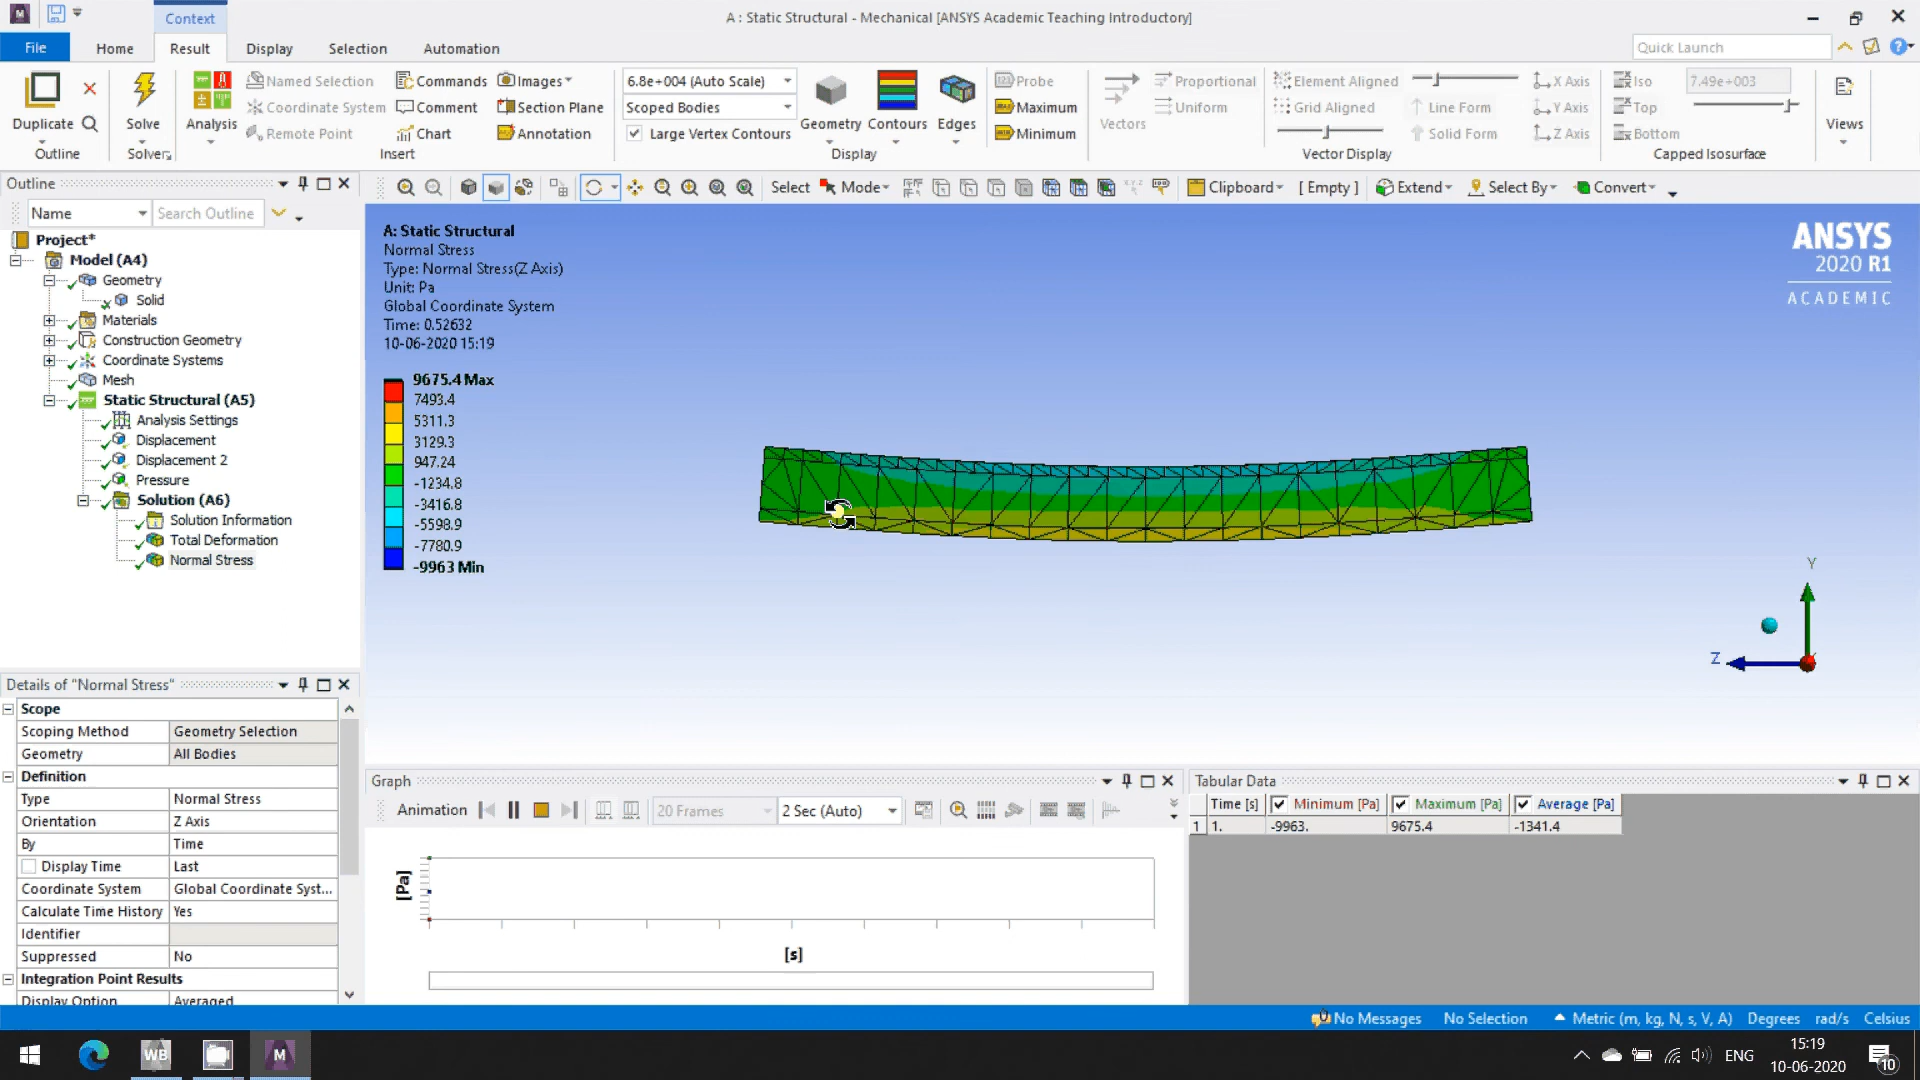 Context
A : Static Structural - Mechanical [ANSYS Academic Teaching Introductory]
File Home Result Display Selection Automation
Quick Launch
Duplicate
Outline
Solve
Solver
Analysis
Named Selection
Coordinate System
Remote Point
Commands
Comment
Chart
Images
Section Plane
Annotation
Insert
6.8e+004 (Auto Scale)
Scoped Bodies
Large Vertex Contours
Geometry
Contours
Edges
Display
Probe
Maximum
Minimum
Vectors
Proportional
Uniform
Element Aligned
Grid Aligned
Line Form
Solid Form
X Axis
Y Axis
Z Axis
Vector Display
Iso
Top
Bottom
7.49e+003
Capped Isosurface
Views
Outline
Name
Search Outline
Select Mode Clipboard [ Empty ] Extend Select By Convert
Project*
Model (A4)
Geometry
Solid
Materials
Construction Geometry
Coordinate Systems
Mesh
Static Structural (A5)
Analysis Settings
Displacement
Displacement 2
Pressure
Solution (A6)
Solution Information
Total Deformation
Normal Stress
A: Static Structural
Normal Stress
Type: Normal Stress(Z Axis)
Unit: Pa
Global Coordinate System
Time: 0.52632
10-06-2020 15:19
9675.4 Max
7493.4
5311.3
3129.3
947.24
-1234.8
-3416.8
-5598.9
-7780.9
-9963 Min
ANSYS
2020 R1
ACADEMIC
Y
Z
Details of "Normal Stress"
Scope
Scoping Method Geometry Selection
Geometry All Bodies
Definition
Type Normal Stress
Orientation Z Axis
By Time
Display Time Last
Coordinate System Global Coordinate Syst...
Calculate Time History Yes
Identifier
Suppressed No
Integration Point Results
Display Option Averaged
Graph
Animation 20 Frames 2 Sec (Auto)
[Pa]
[s]
Tabular Data
Time [s] Minimum [Pa] Maximum [Pa] Average [Pa]
1 1. -9963. 9675.4 -1341.4
No Messages No Selection Metric (m, kg, N, s, V, A) Degrees rad/s Celsius
WB
M
ENG
15:19
10-06-2020
10